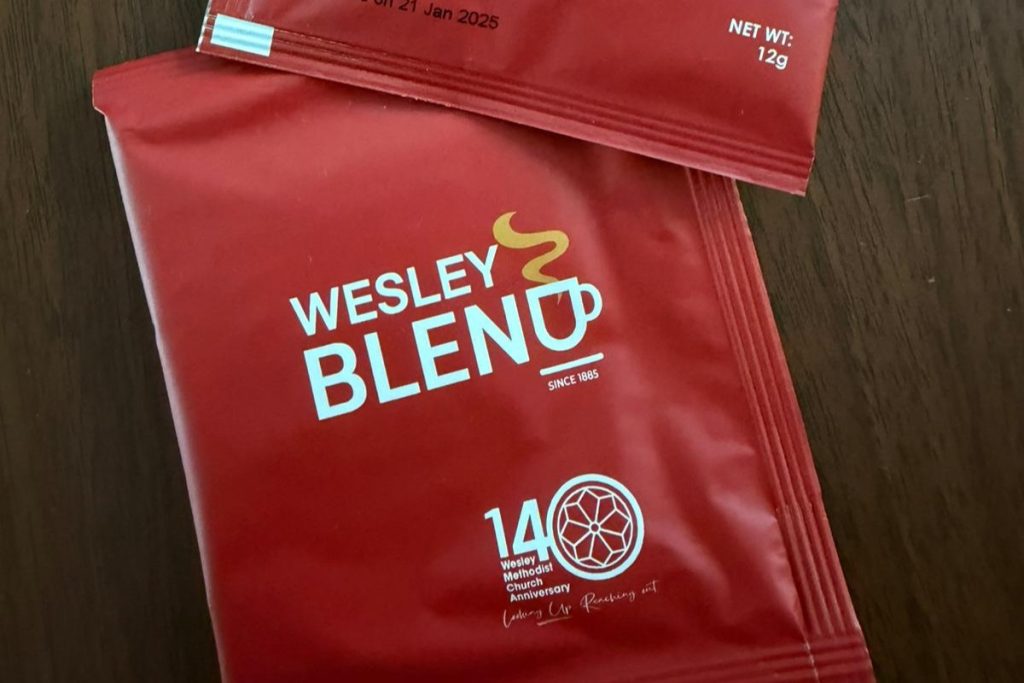 on 21 Jan 2025
NET WT:
12g
WESLEY
BLEND
SINCE 1885
140
Wesley
Methodist
Church
Anniversary
Looking Up Reaching out